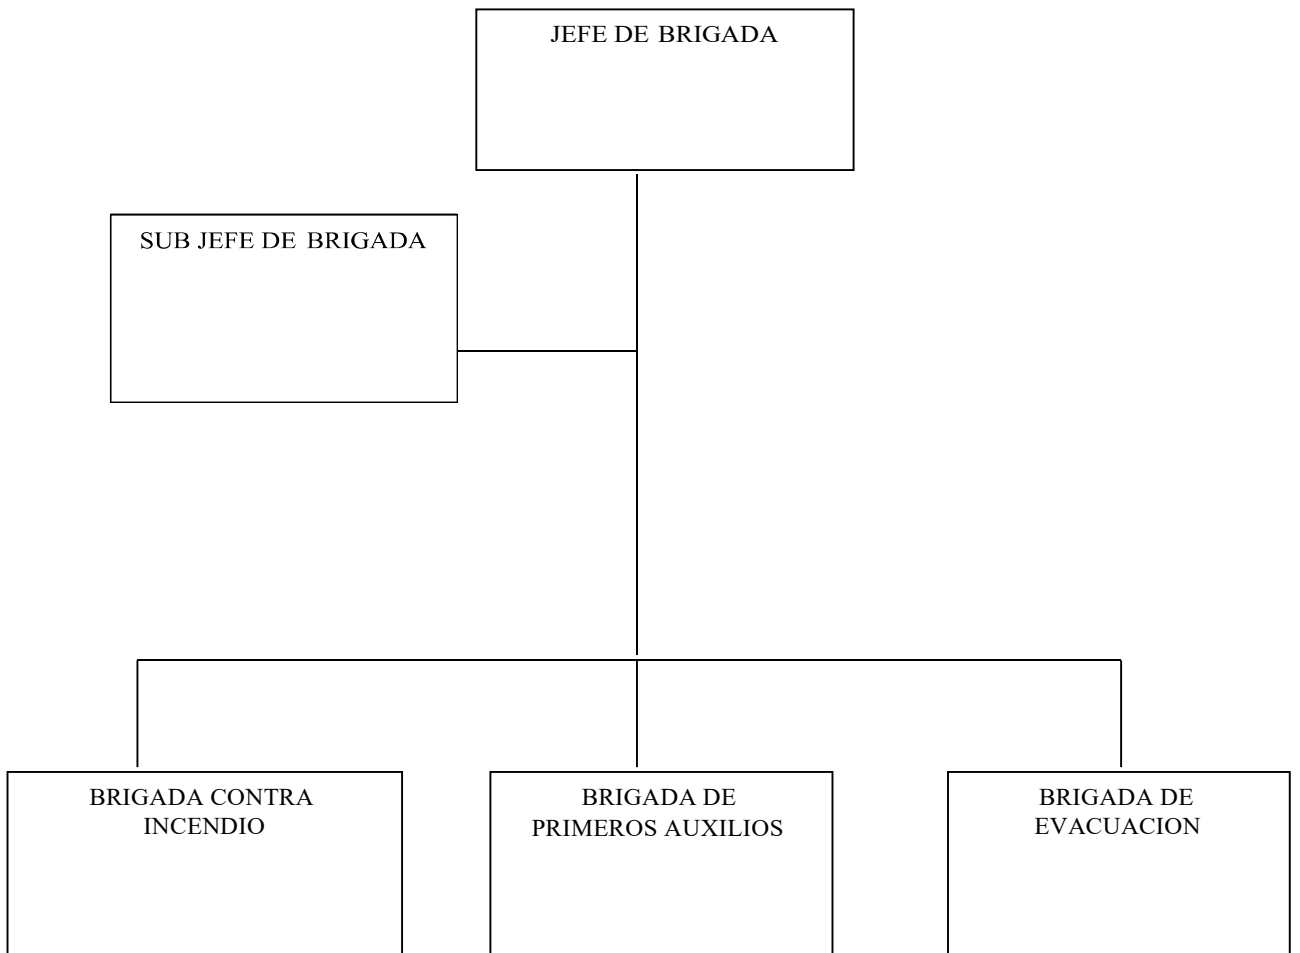 JEFE DE BRIGADA
SUB JEFE DE BRIGADA
BRIGADA CONTRA
INCENDIO
BRIGADA DE
PRIMEROS AUXILIOS
BRIGADA DE
EVACUACION